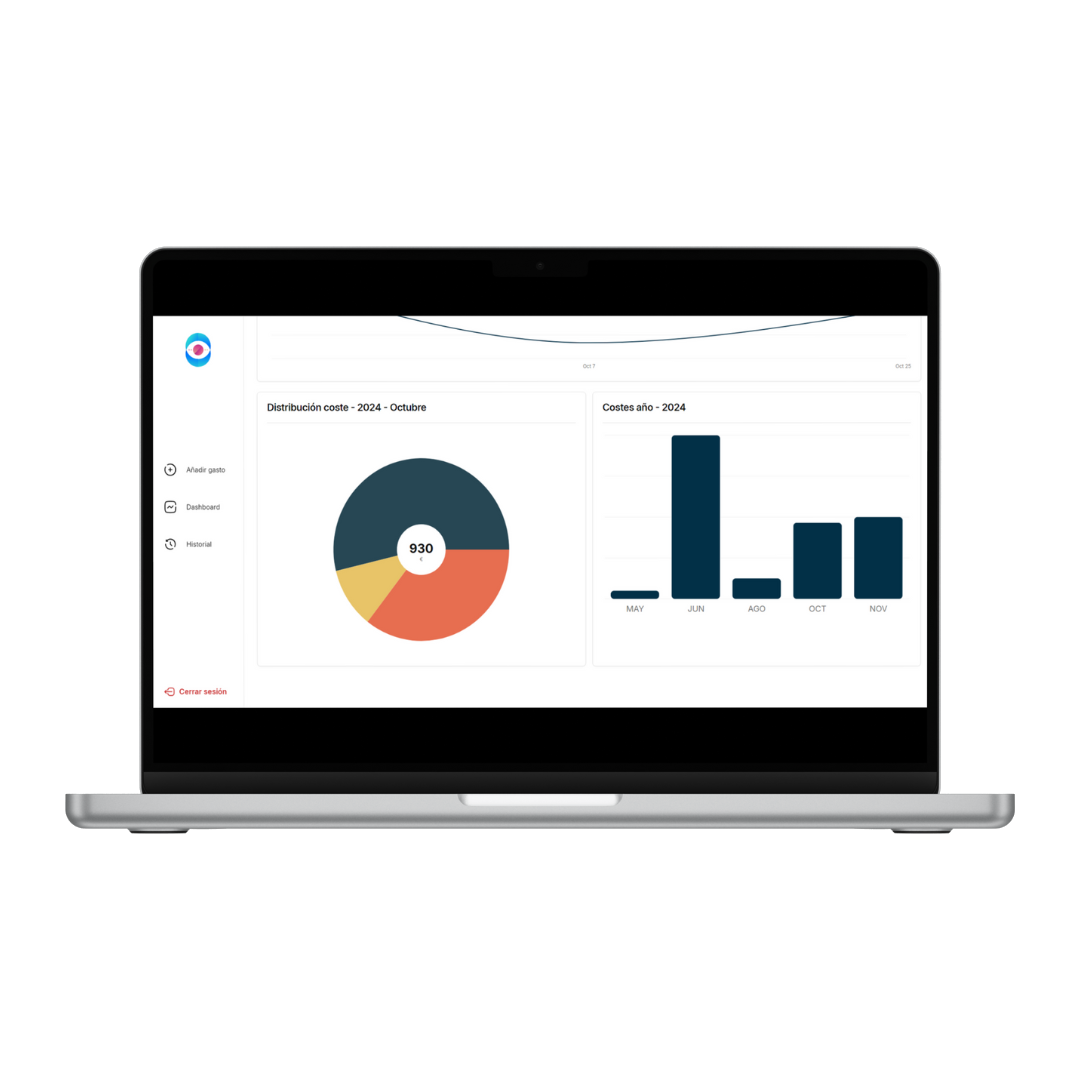 Oct 7
Oct 25
Distribución coste - 2024 - Octubre
Costes año - 2024
Añadir gasto
Dashboard
Historial
930
€
MAY
JUN
AGO
OCT
NOV
Cerrar sesión